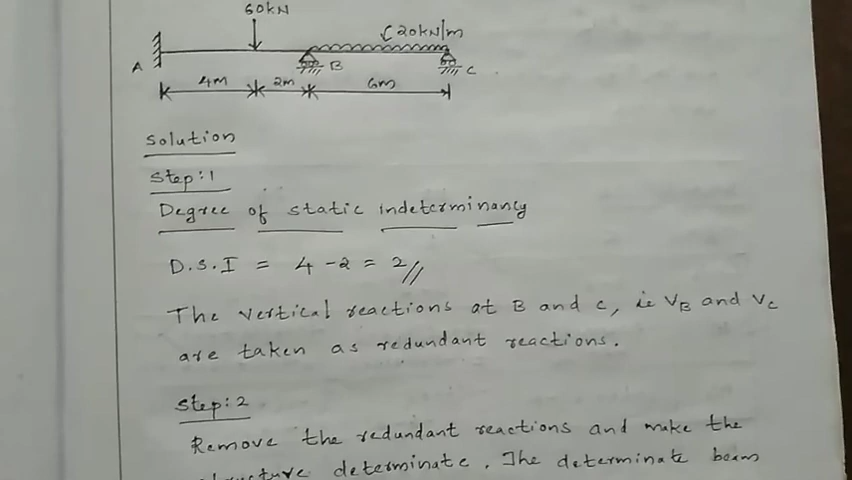 60kN
20kN/m
A
B
C
4m
2m
6m
Solution
Step:1
Degree of static indeterminancy
D.S.I = 4 - 2 = 2//
The vertical reactions at B and C, ie VB and VC
are taken as redundant reactions.
Step:2
Remove the redundant reactions and make the
structure determinate. The determinate beam